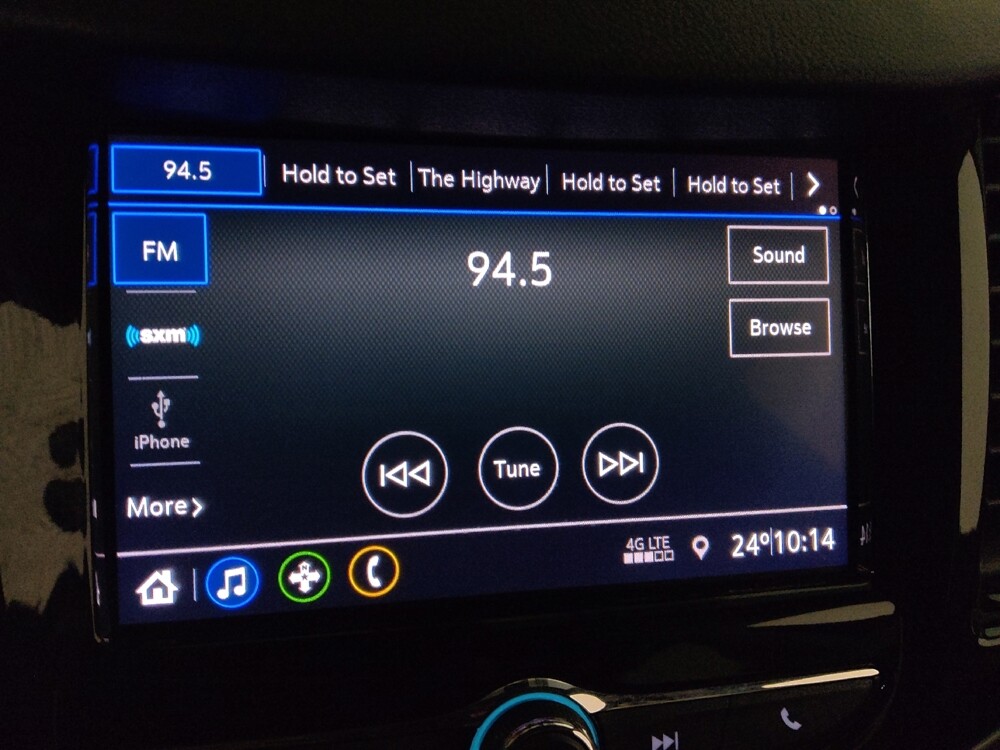 94.5
Hold to Set
The Highway
Hold to Set
Hold to Set
FM
94.5
Sound
sxm
Browse
iPhone
Tune
More
4G LTE
24°
10:14
N